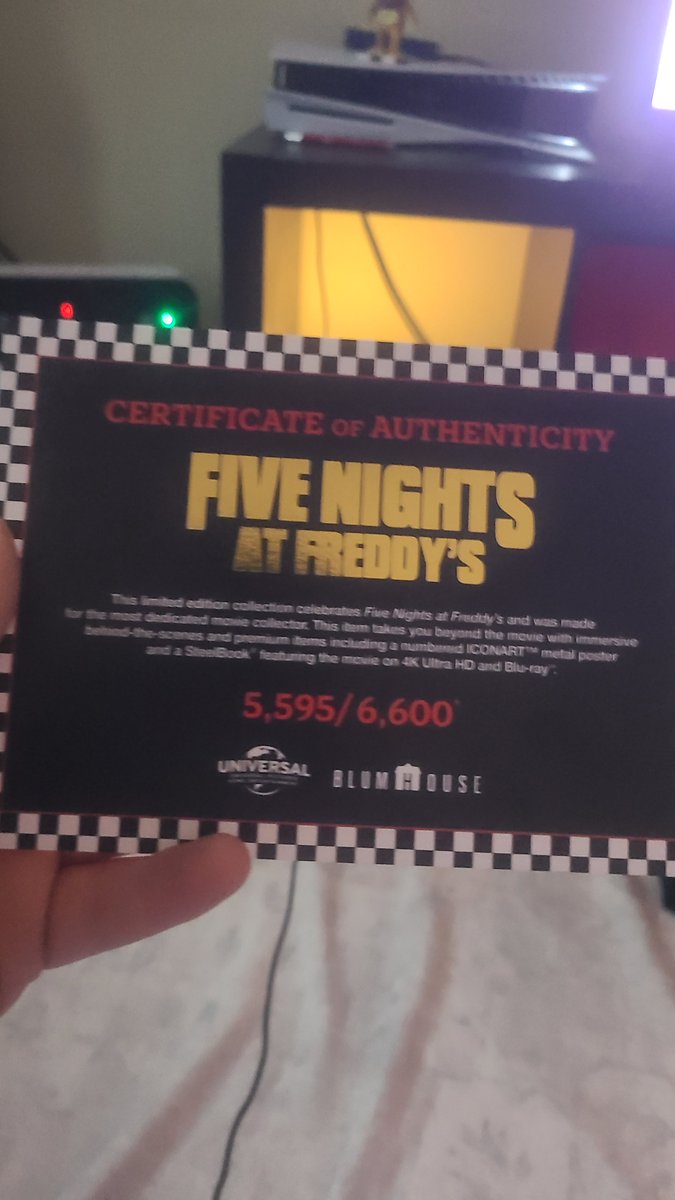 CERTIFICATE OF AUTHENTICITY
FIVE NIGHTS
AT FREDDY'S
This limited edition collection celebrates Five Nights at Freddy's and was made
for the most dedicated movie collector. This item takes you beyond the movie with immersive
behind-the-scenes and premium items including a numbered ICONART™ metal poster
and a SteelBook® featuring the movie on 4K Ultra HD and Blu-ray™.
5,595/6,600*
UNIVERSAL
BLUMHOUSE